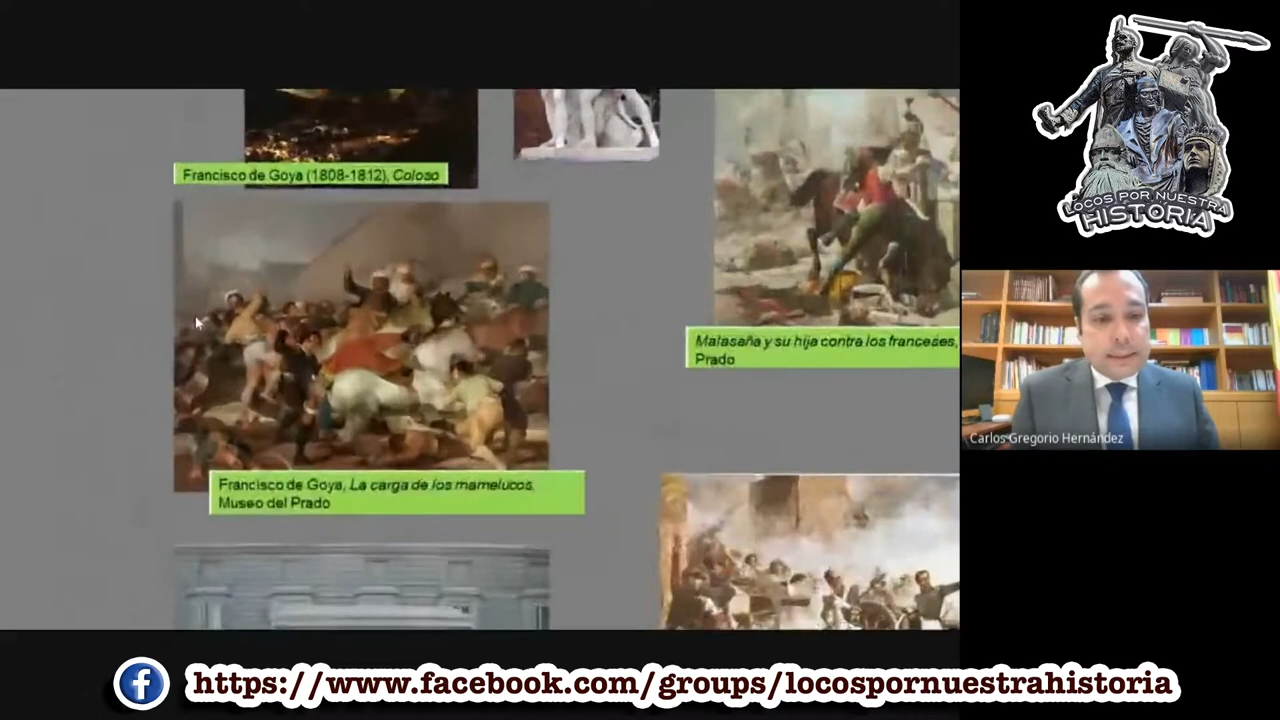 Francisco de Goya (1808-1812), Coloso
Malasaña y su hija contra los franceses,
Prado
Francisco de Goya, La carga de los mamelucos,
Museo del Prado
LOCOS POR NUESTRA
HISTORIA
Carlos Gregorio Hernández
https://www.facebook.com/groups/locospornuestrahistoria